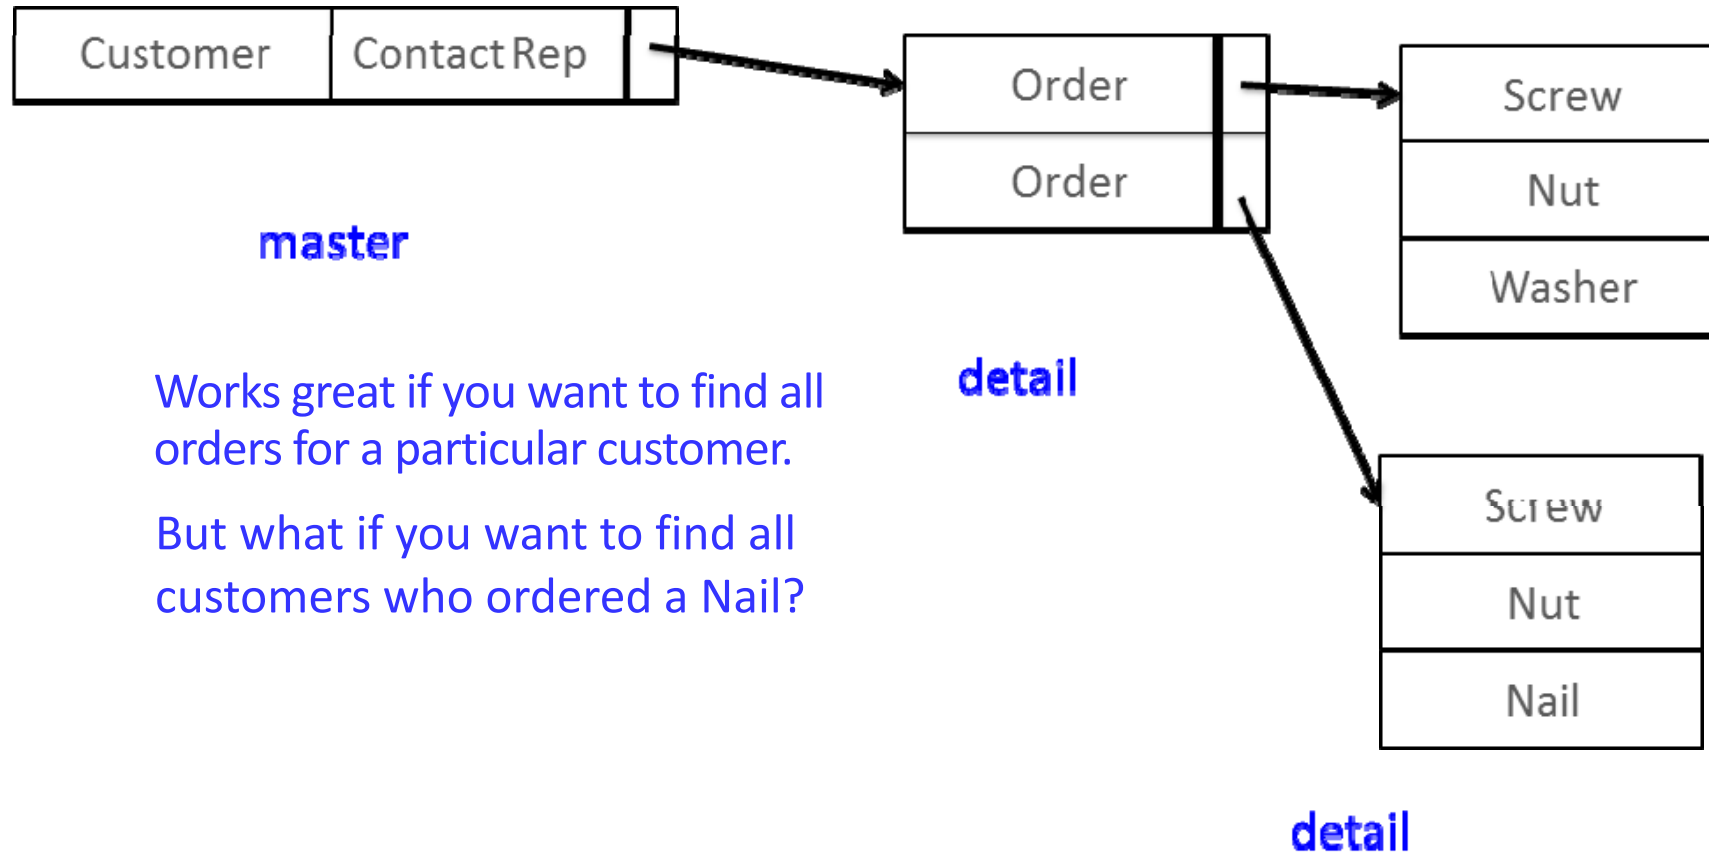 Customer
Contact Rep
Order
Order
Screw
Nut
Washer
master
detail
Works great if you want to find all
orders for a particular customer.
But what if you want to find all
customers who ordered a Nail?
Screw
Nut
Nail
detail